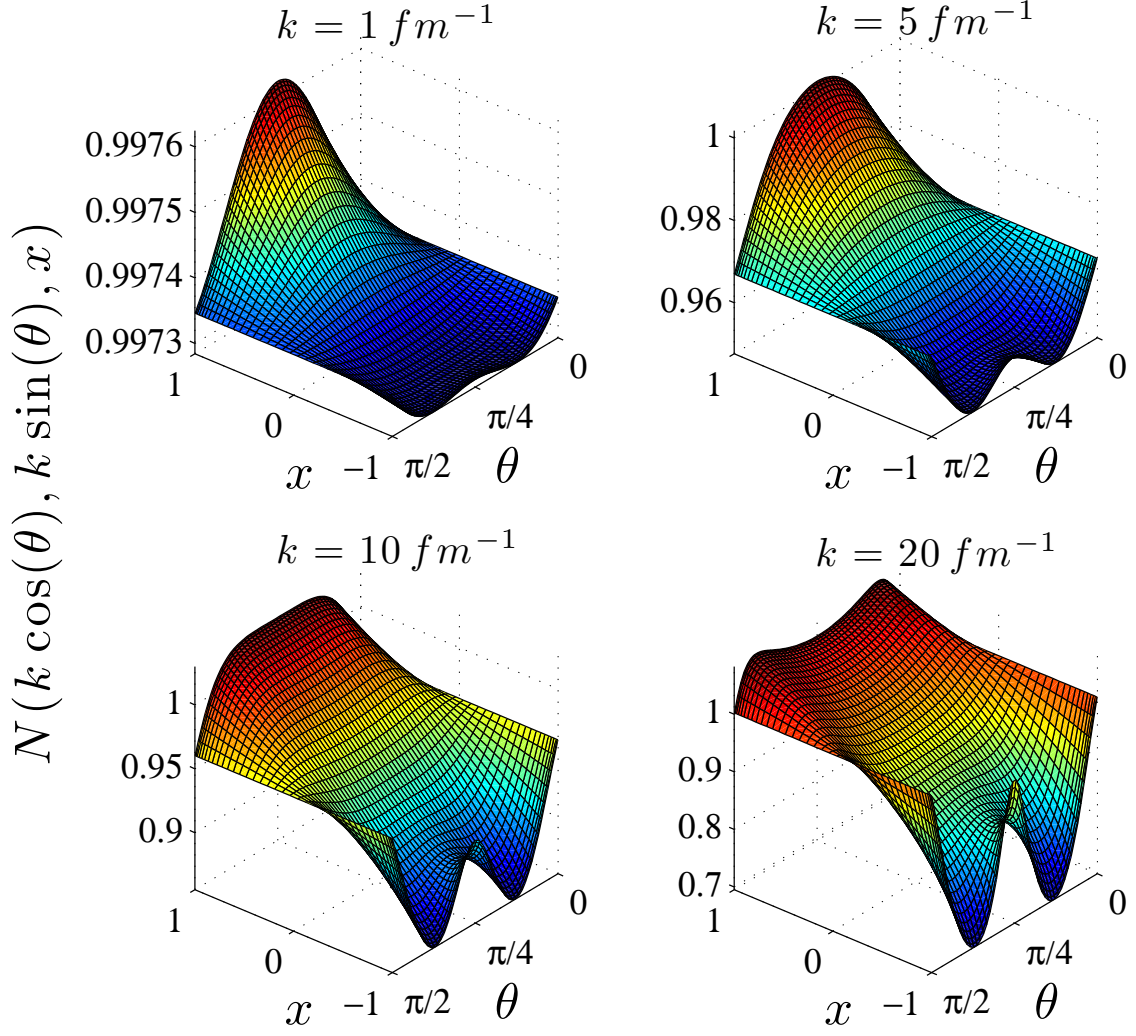 k = 1 fm⁻¹
k = 5 fm⁻¹
N(k cos(θ), k sin(θ), x)
0.9976
0.9975
0.9974
0.9973
1
0
−1
x
π/2
π/4
0
θ
1
0.98
0.96
1
0
−1
x
π/2
π/4
0
θ
k = 10 fm⁻¹
k = 20 fm⁻¹
1
0.95
0.9
1
0
−1
x
π/2
π/4
0
θ
1
0.9
0.8
0.7
1
0
−1
x
π/2
π/4
0
θ